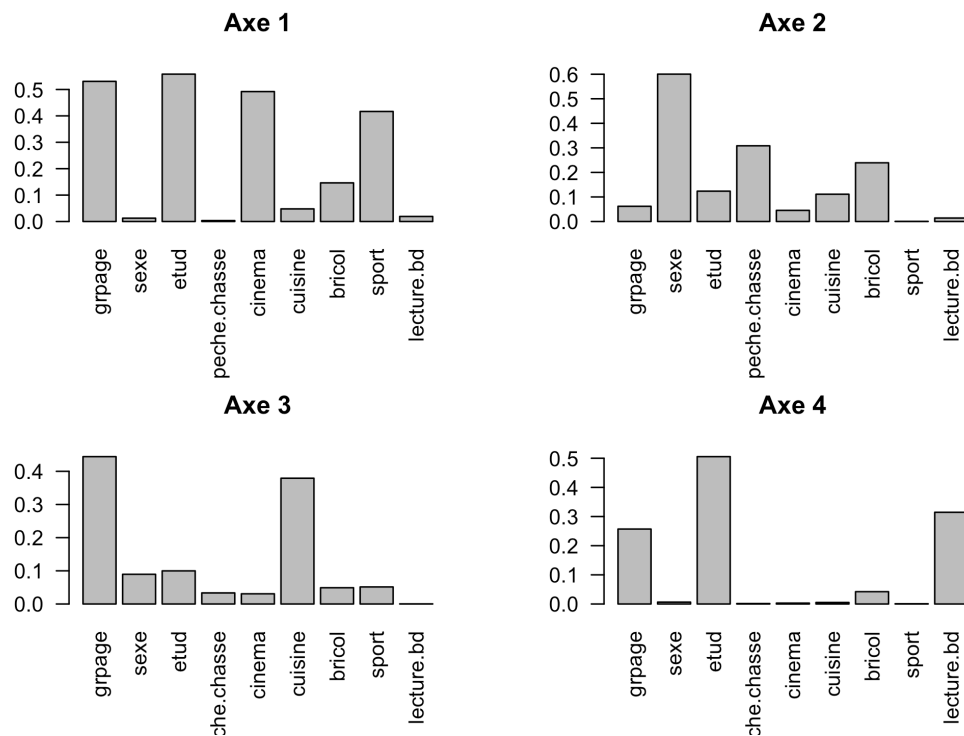 Axe 1
0.5
0.4
0.3
0.2
0.1
0.0
grpage
sexe
etud
peche.chasse
cinema
cuisine
bricol
sport
lecture.bd
Axe 2
0.6
0.5
0.4
0.3
0.2
0.1
0.0
grpage
sexe
etud
peche.chasse
cinema
cuisine
bricol
sport
lecture.bd
Axe 3
0.4
0.3
0.2
0.1
0.0
grpage
sexe
etud
che.chasse
cinema
cuisine
bricol
sport
lecture.bd
Axe 4
0.5
0.4
0.3
0.2
0.1
0.0
grpage
sexe
etud
che.chasse
cinema
cuisine
bricol
sport
lecture.bd